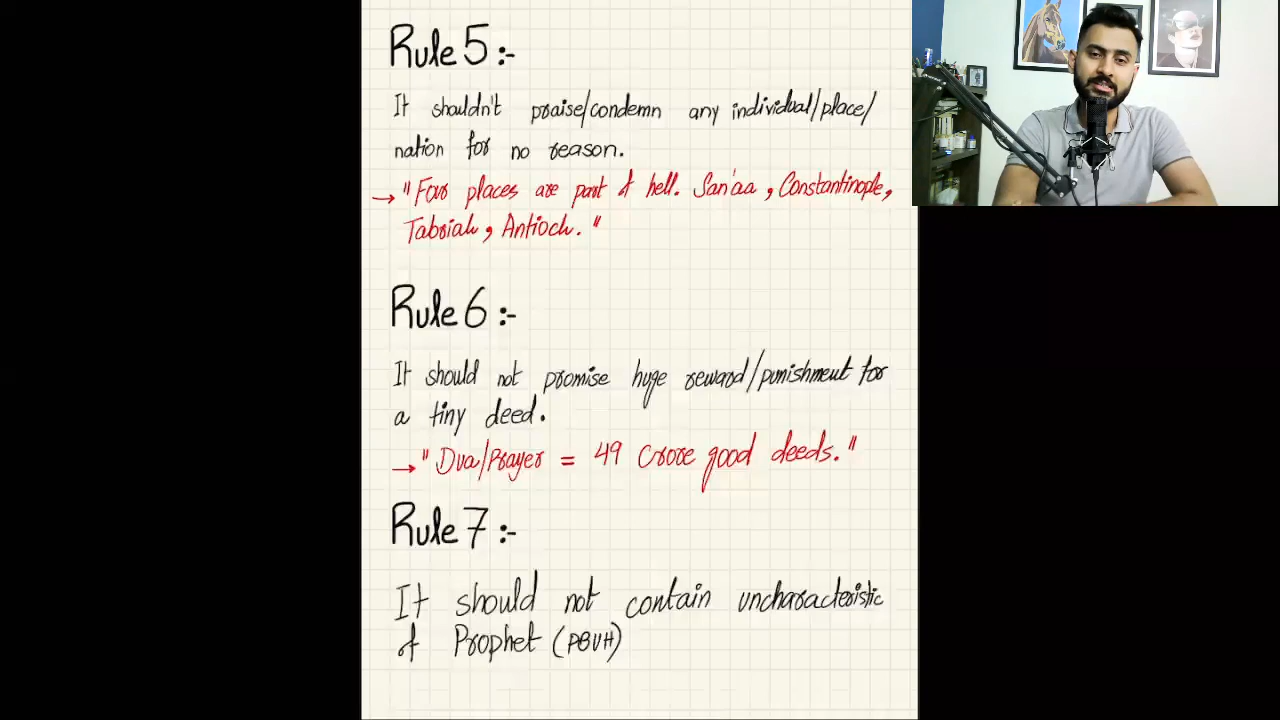 Rule 5 :-
It shouldn't praise/condemn any individual/place/
nation for no reason.
→ "Four places are part of hell. San'aa, Constantinople,
Tabriah, Antioch."
Rule 6 :-
It should not promise huge reward/punishment for
a tiny deed.
→ "Dua/Prayer = 49 Crore good deeds."
Rule 7 :-
It should not contain uncharacteristic
of Prophet (PBUH)